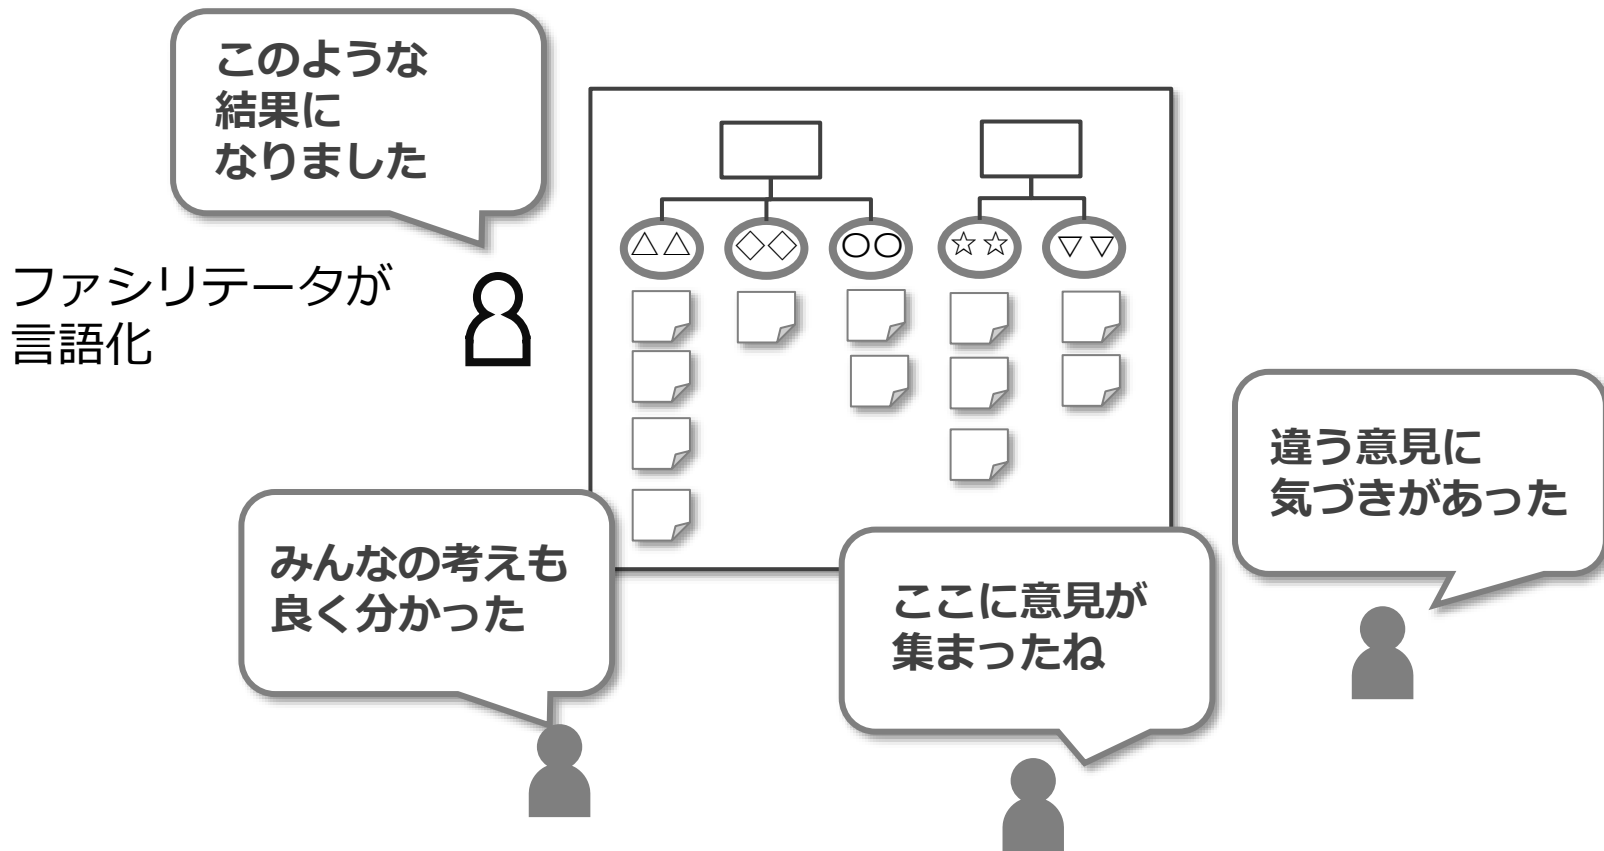 このような
結果に
なりました
ファシリテータが
言語化
△△
◇◇
○○
☆☆
▽▽
違う意見に
気づきがあった
みんなの考えも
良く分かった
ここに意見が
集まったね